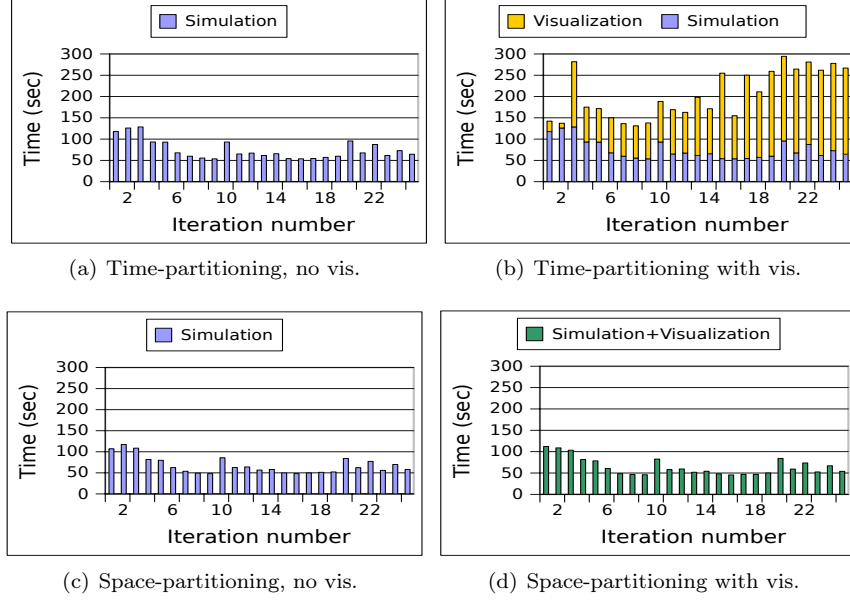 Simulation
300
250
200
150
100
50
0
Time (sec)
2 6 10 14 18 22
Iteration number
(a) Time-partitioning, no vis.
Visualization Simulation
300
250
200
150
100
50
0
Time (sec)
2 6 10 14 18 22
Iteration number
(b) Time-partitioning with vis.
Simulation
300
250
200
150
100
50
0
Time (sec)
2 6 10 14 18 22
Iteration number
(c) Space-partitioning, no vis.
Simulation+Visualization
300
250
200
150
100
50
0
Time (sec)
2 6 10 14 18 22
Iteration number
(d) Space-partitioning with vis.